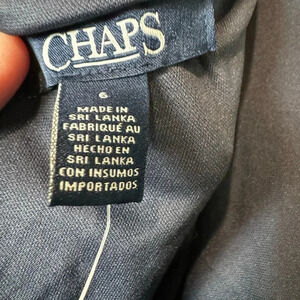 CHAPS
6
MADE IN
SRI LANKA
FABRIQUÉ AU
SRI LANKA
HECHO EN
SRI LANKA
CON INSUMOS
IMPORTADOS